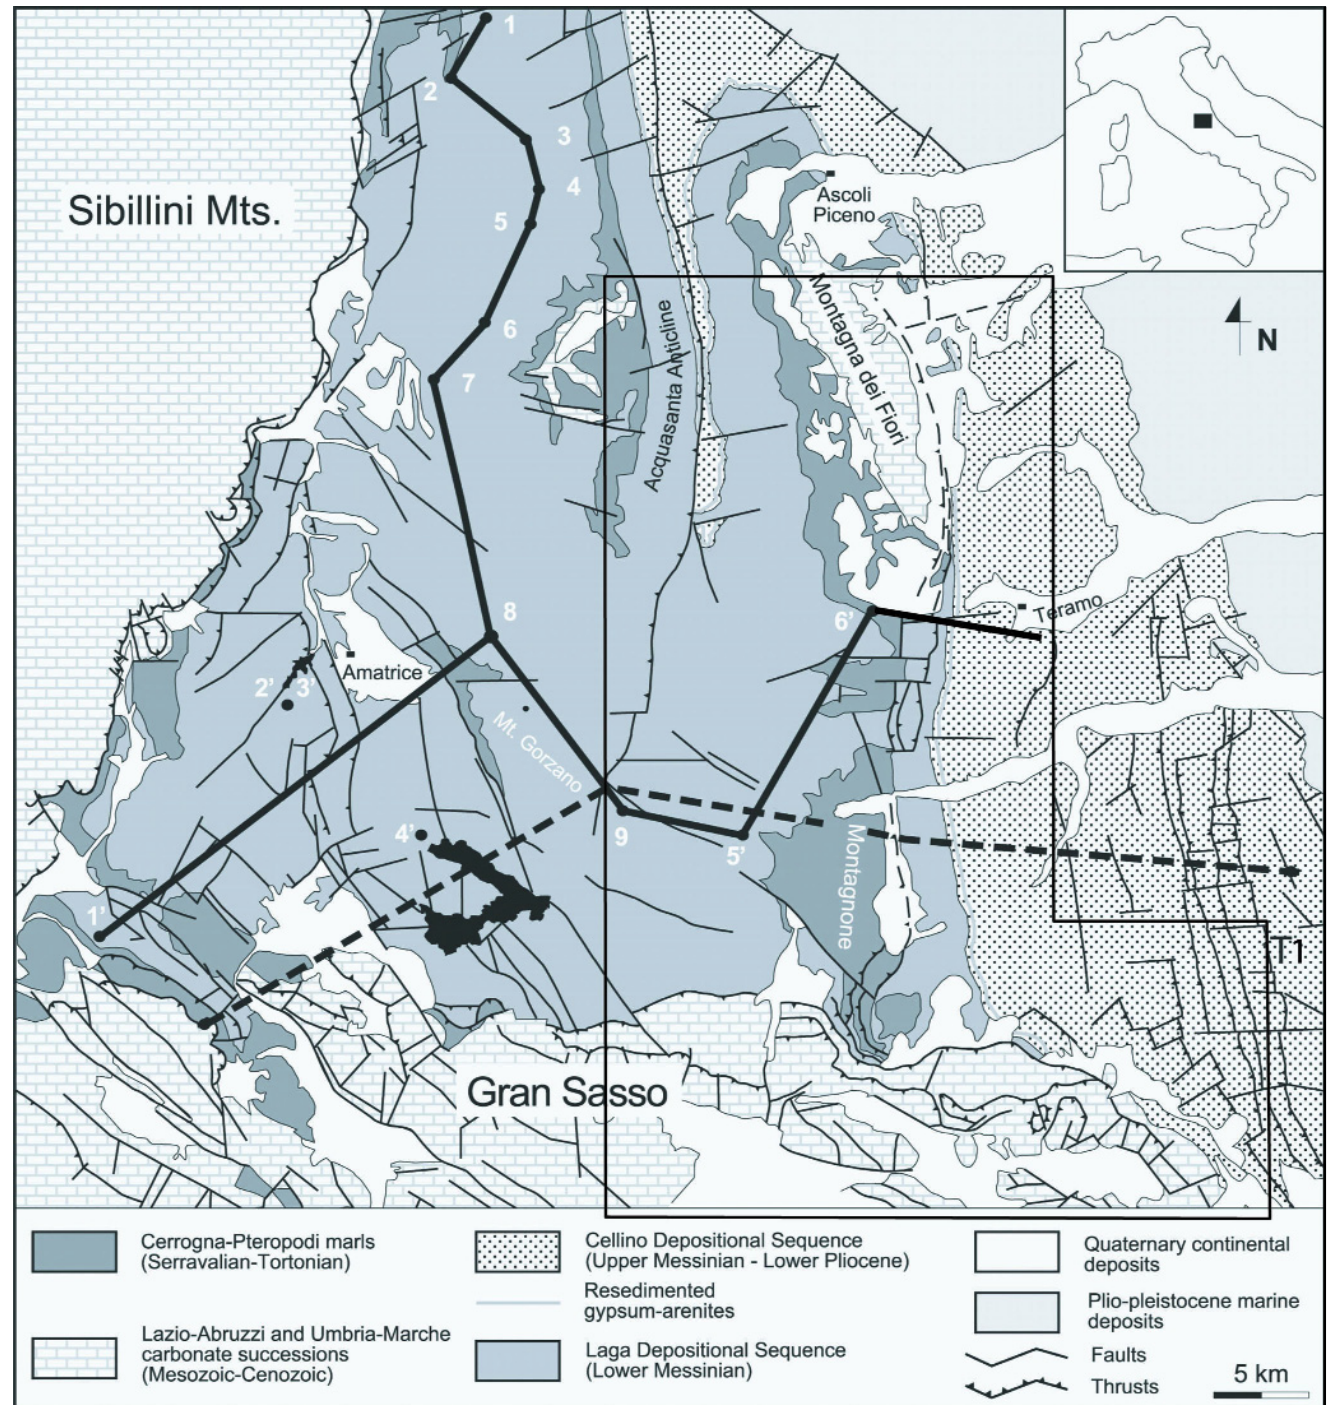 1
2
3
Sibillini Mts.
4
Ascoli
Piceno
5
6
Montagna dei Fiori
Acquasanta Anticline
N
7
8
6'
Teramo
Amatrice
2'
3'
Mt. Gorzano
4'
9
5'
Montagnone
1'
T1
Gran Sasso
Cerrogna-Pteropodi marls
(Serravalian-Tortonian)
Lazio-Abruzzi and Umbria-Marche
carbonate successions
(Mesozoic-Cenozoic)
Cellino Depositional Sequence
(Upper Messinian - Lower Pliocene)
Resedimented
gypsum-arenites
Laga Depositional Sequence
(Lower Messinian)
Quaternary continental
deposits
Plio-pleistocene marine
deposits
Faults
Thrusts
5 km